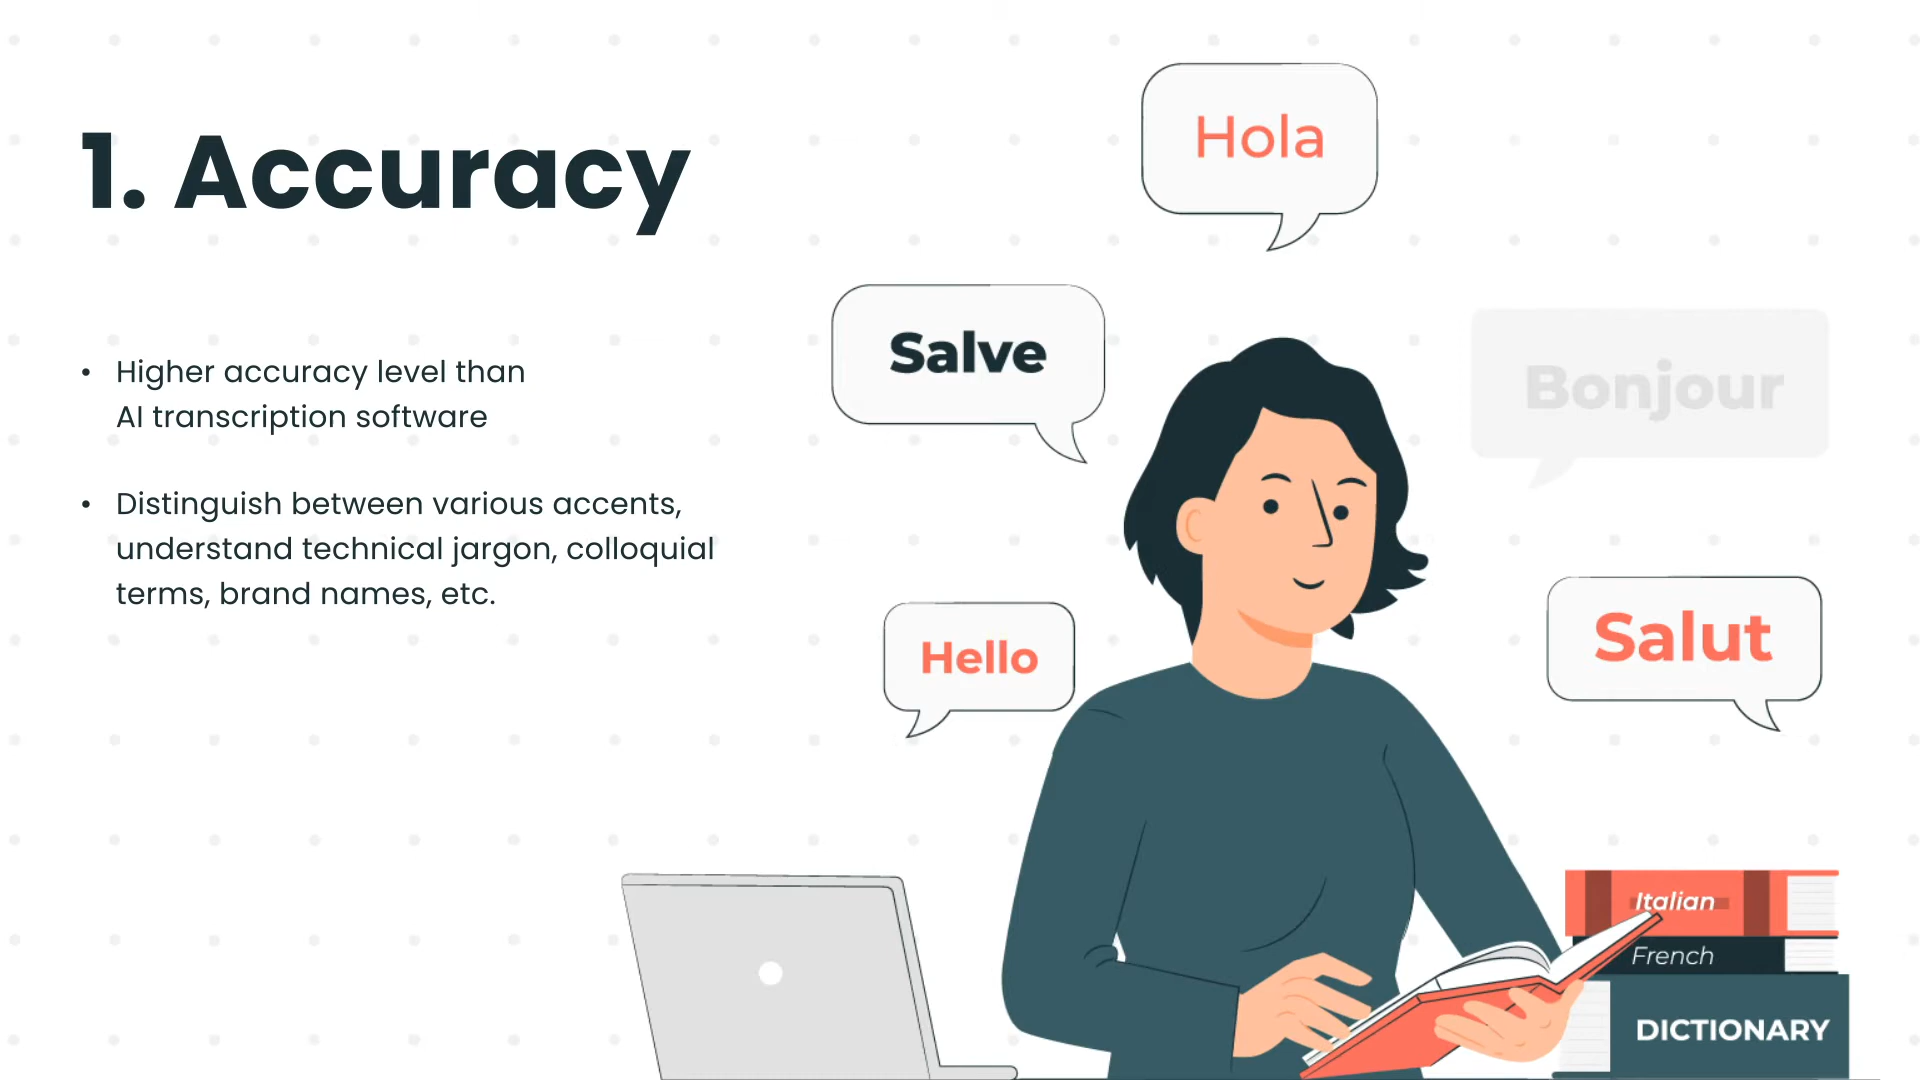 1. Accuracy
• Higher accuracy level than
AI transcription software
• Distinguish between various accents,
understand technical jargon, colloquial
terms, brand names, etc.
Hola
Salve
Bonjour
Hello
Salut
Italian
French
DICTIONARY